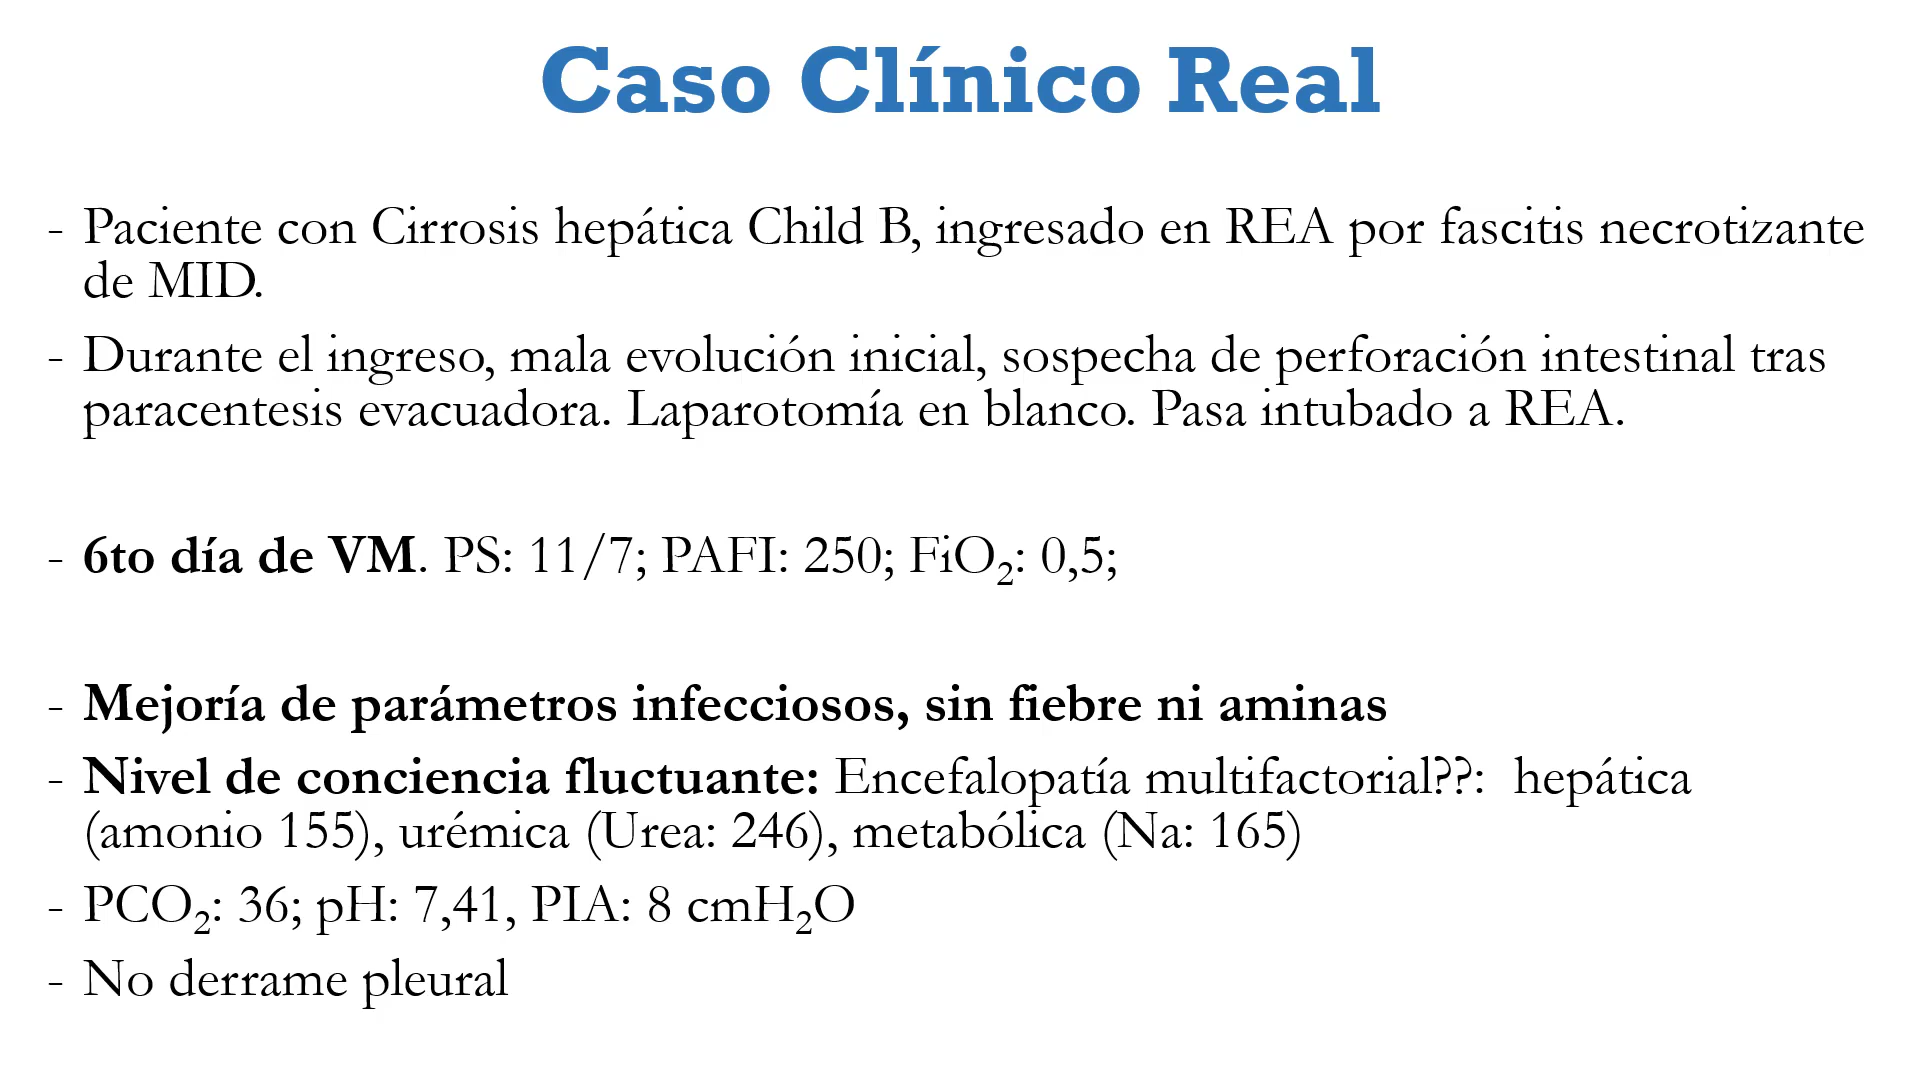 Caso Clínico Real
- Paciente con Cirrosis hepática Child B, ingresado en REA por fascitis necrotizante
de MID.
- Durante el ingreso, mala evolución inicial, sospecha de perforación intestinal tras
paracentesis evacuadora. Laparotomía en blanco. Pasa intubado a REA.
- 6to día de VM. PS: 11/7; PAFI: 250; FiO₂: 0,5;
- Mejoría de parámetros infecciosos, sin fiebre ni aminas
- Nivel de conciencia fluctuante: Encefalopatía multifactorial??: hepática
(amonio 155), urémica (Urea: 246), metabólica (Na: 165)
- PCO₂: 36; pH: 7,41, PIA: 8 cmH₂O
- No derrame pleural